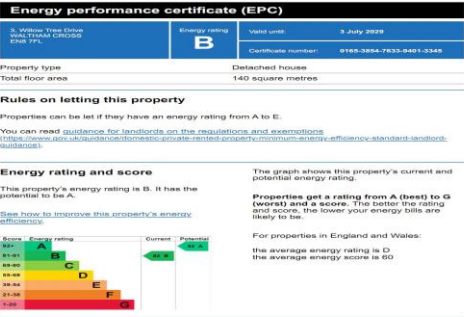 Energy performance certificate (EPC)
3, Willow Tree Drive
WALTHAM CROSS
EN8 7FL
Energy rating
B
Valid until:
3 July 2029
Certificate number:
0165-3854-7633-9401-3345
Property type
Detached house
Total floor area
140 square metres
Rules on letting this property
Properties can be let if they have an energy rating from A to E.
You can read guidance for landlords on the regulations and exemptions
(https://www.gov.uk/guidance/domestic-private-rented-property-minimum-energy-efficiency-standard-landlord-
guidance).
Energy rating and score
This property's energy rating is B. It has the
potential to be A.
See how to improve this property's energy
efficiency.
Score Energy rating Current Potential
92+ A
81-91 B
69-80 C
55-68 D
39-54 E
21-38 F
1-20 G
The graph shows this property's current and
potential energy rating.
Properties get a rating from A (best) to G
(worst) and a score. The better the rating
and score, the lower your energy bills are
likely to be.
For properties in England and Wales:
the average energy rating is D
the average energy score is 60